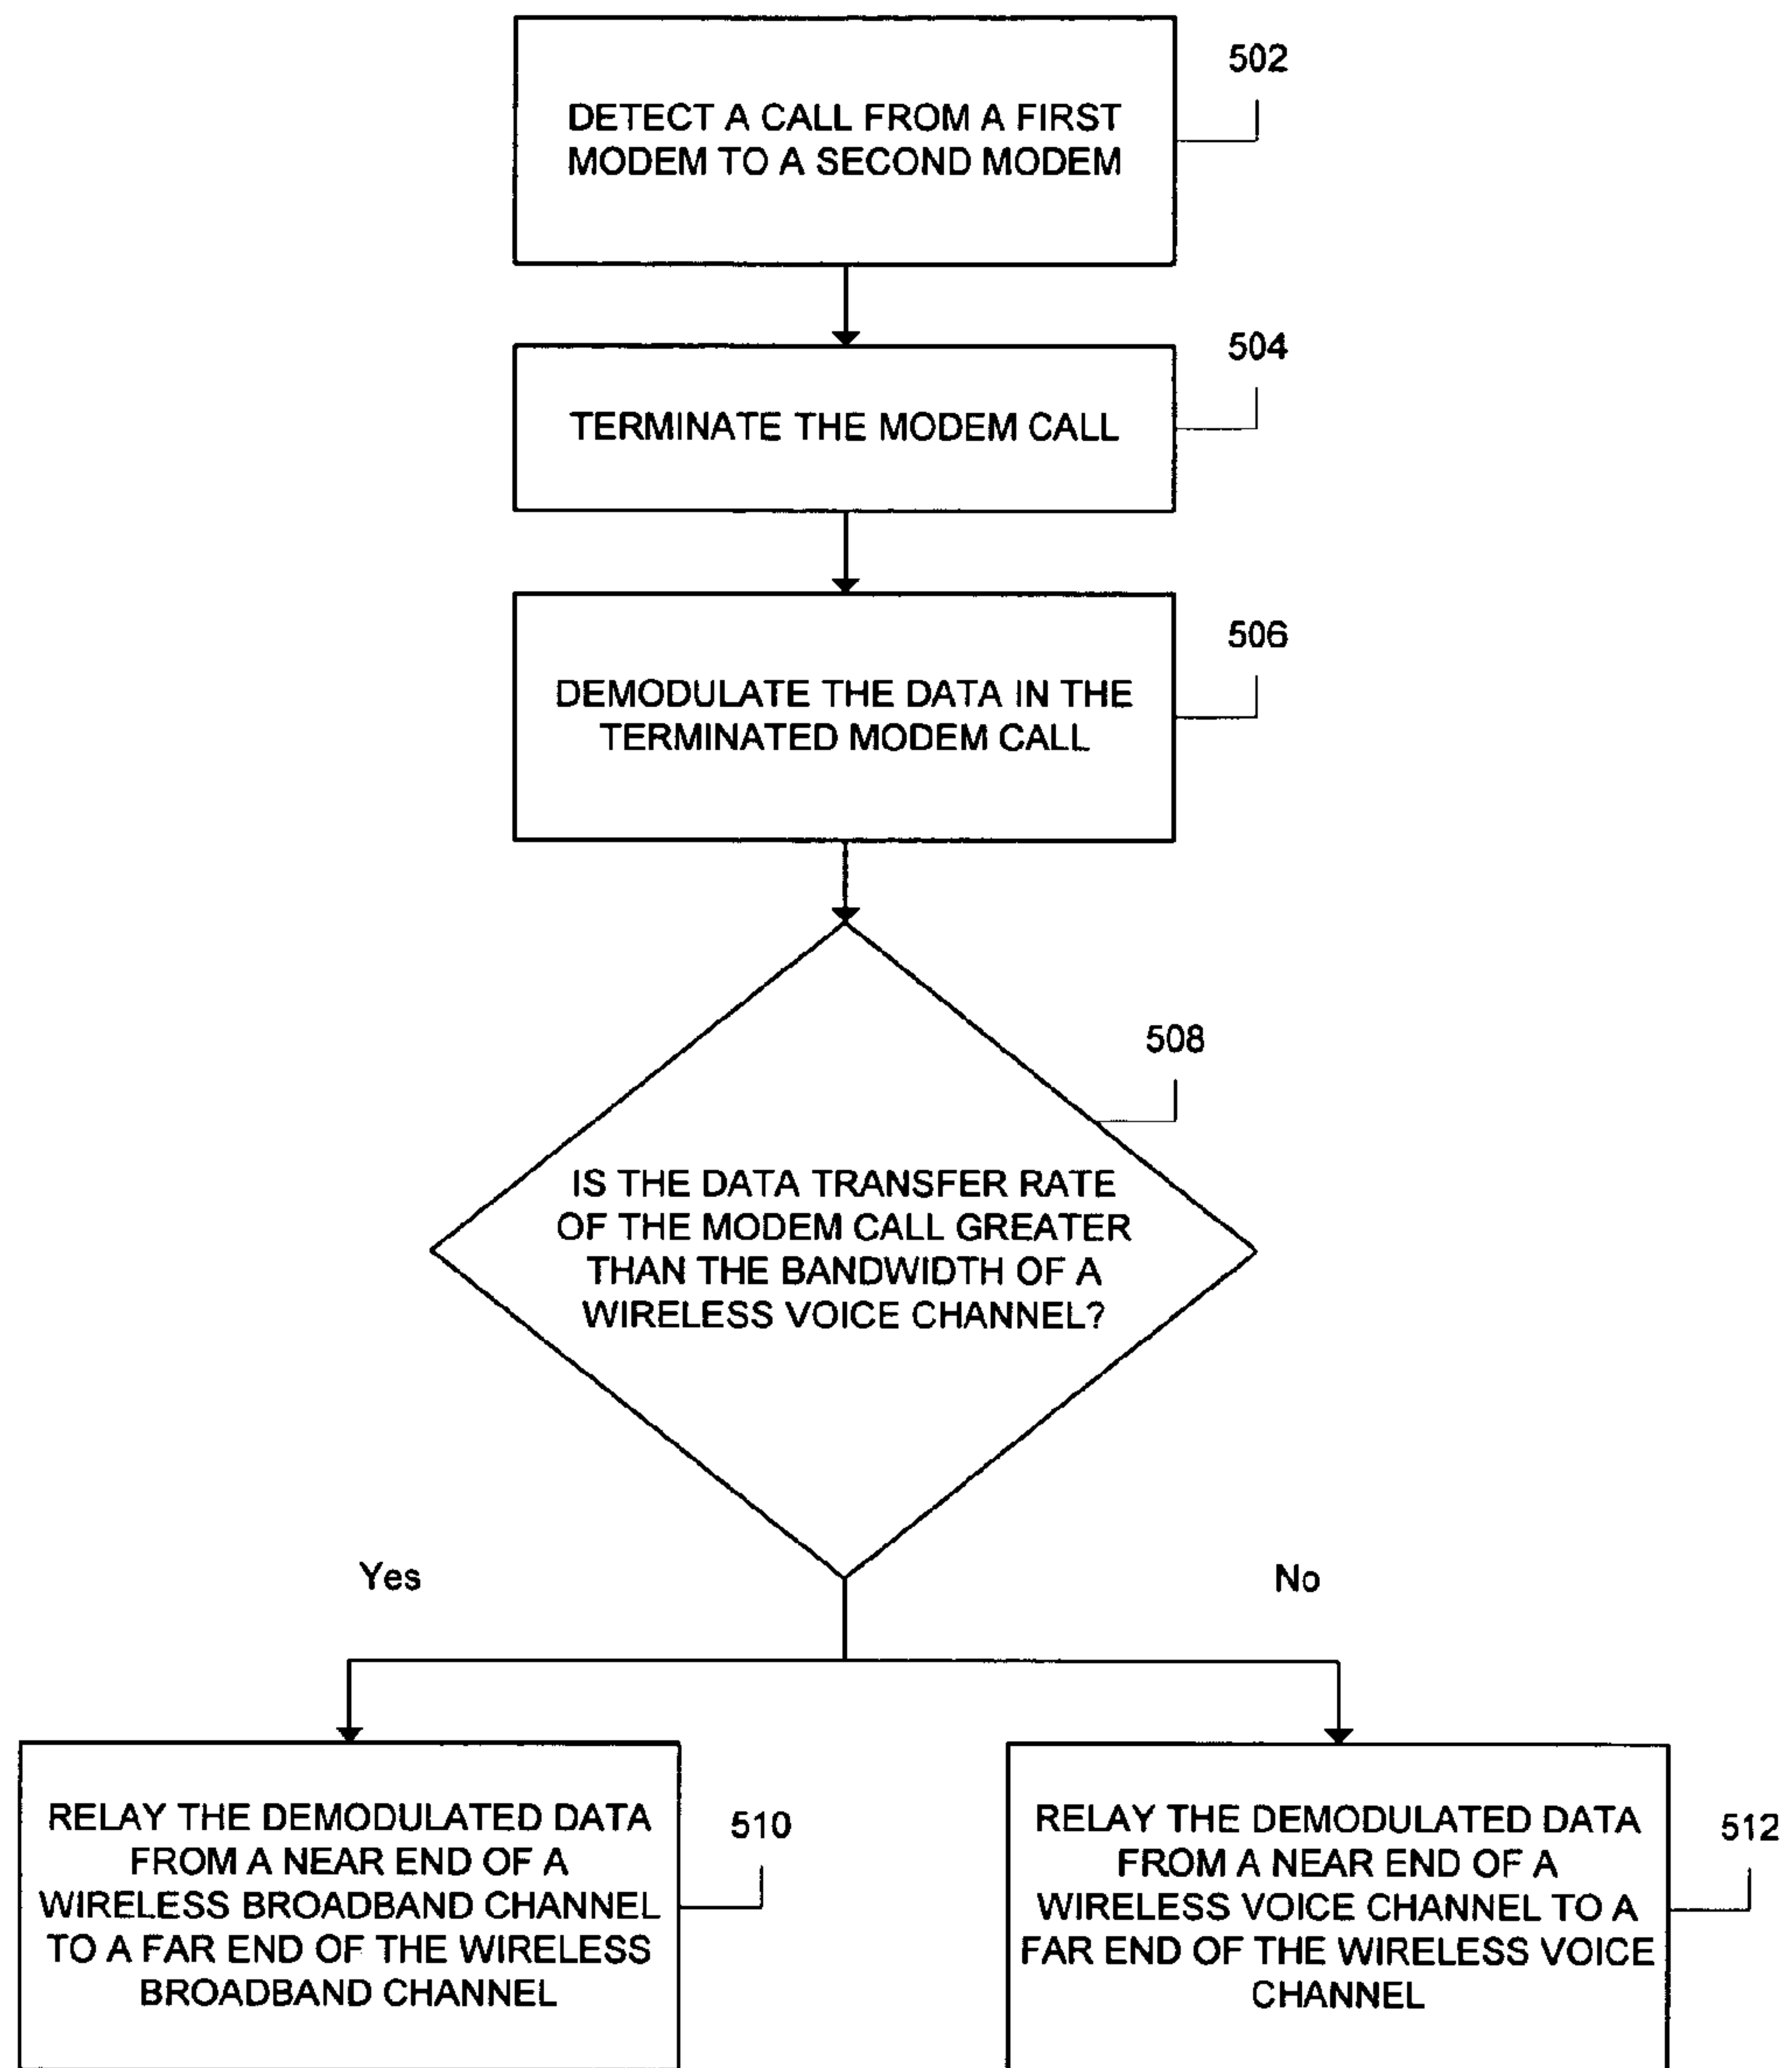 502
DETECT A CALL FROM A FIRST
MODEM TO A SECOND MODEM
504
TERMINATE THE MODEM CALL
506
DEMODULATE THE DATA IN THE
TERMINATED MODEM CALL
508
IS THE DATA TRANSFER RATE
OF THE MODEM CALL GREATER
THAN THE BANDWIDTH OF A
WIRELESS VOICE CHANNEL?
Yes
No
RELAY THE DEMODULATED DATA
FROM A NEAR END OF A
WIRELESS BROADBAND CHANNEL
TO A FAR END OF THE WIRELESS
BROADBAND CHANNEL
510
RELAY THE DEMODULATED DATA
FROM A NEAR END OF A
WIRELESS VOICE CHANNEL TO A
FAR END OF THE WIRELESS VOICE
CHANNEL
512